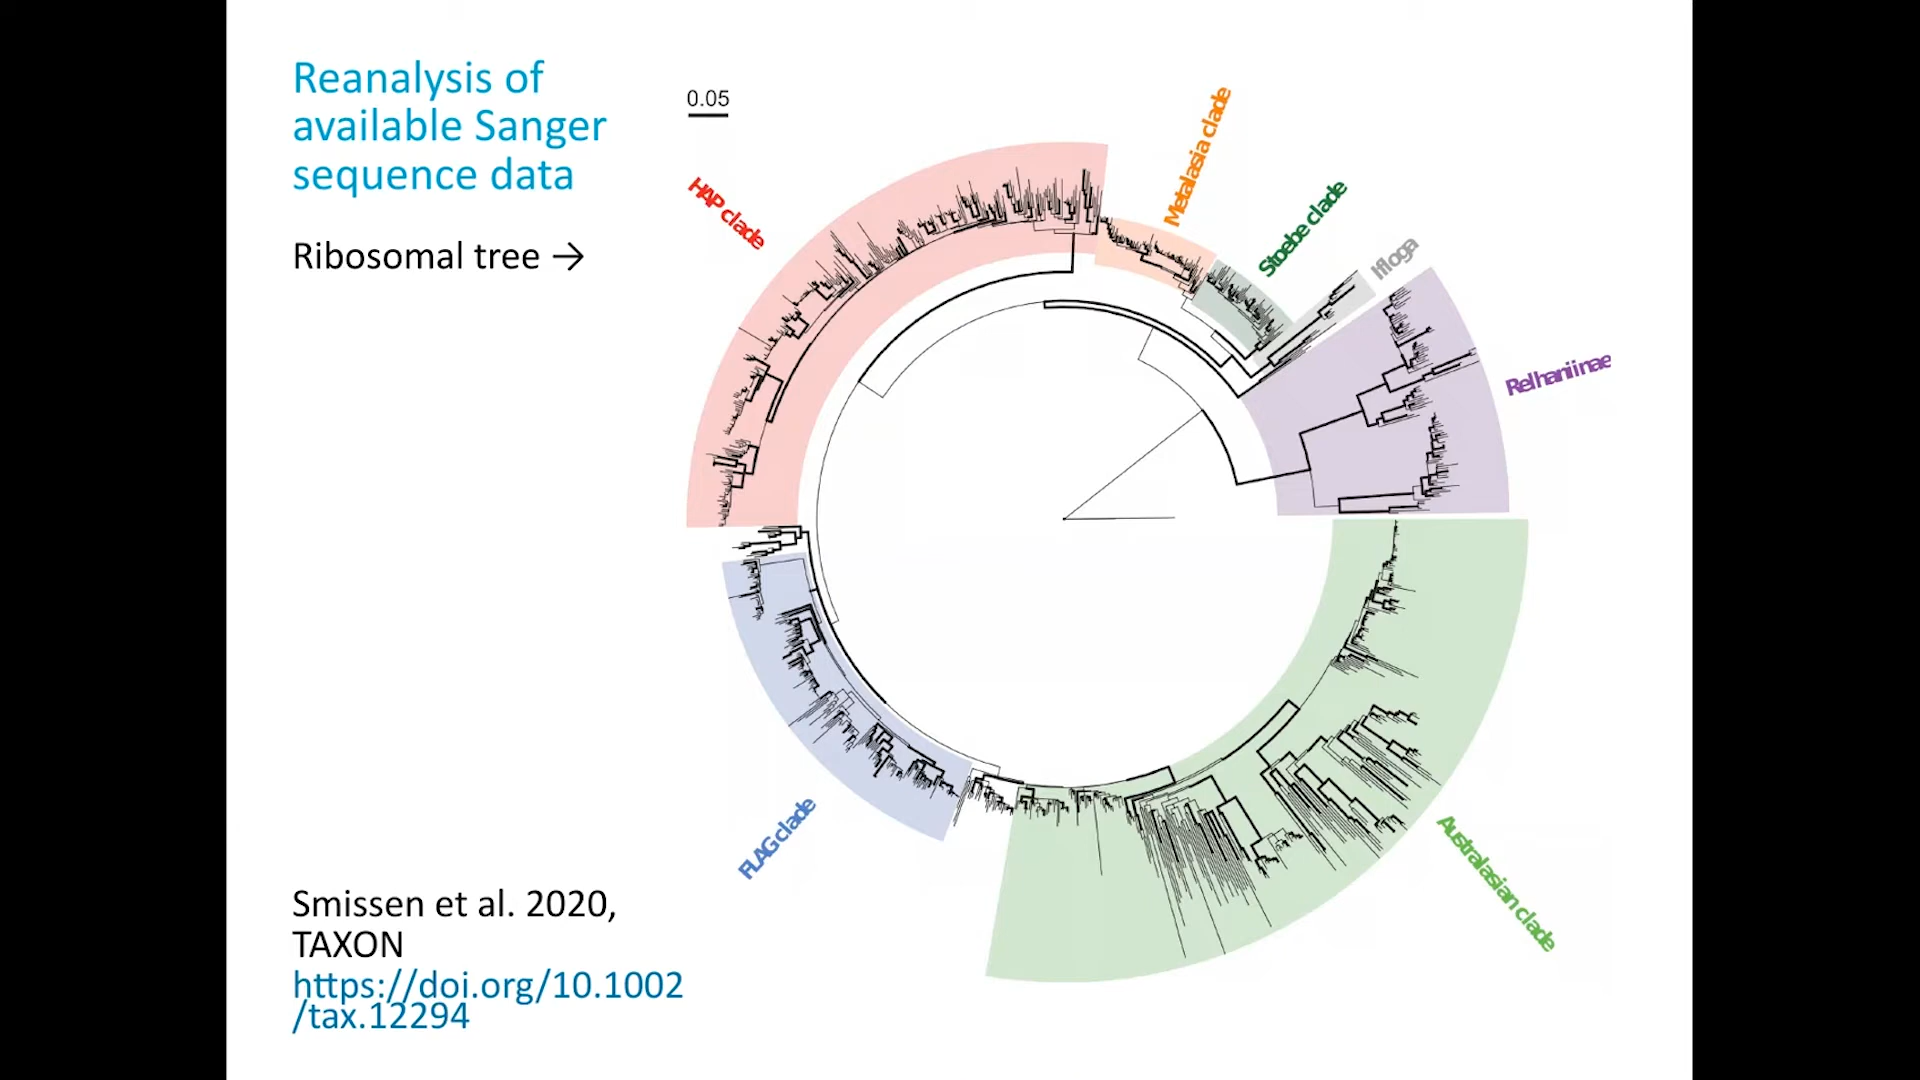 Reanalysis of
available Sanger
sequence data
Ribosomal tree →
0.05
HAP clade
Metalasia clade
Stoebe clade
Ifloga
Relhaniinae
Australasian clade
FLAG clade
Smissen et al. 2020,
TAXON
https://doi.org/10.1002
/tax.12294